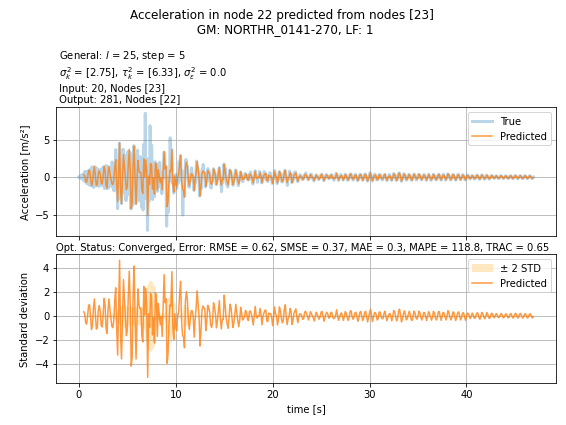 Acceleration in node 22 predicted from nodes [23]
GM: NORTHR_0141-270, LF: 1
General: l = 25, step = 5
σ²ₖ = [2.75], τ²ₖ = [6.33], σ²ε = 0.0
Input: 20, Nodes [23]
Output: 281, Nodes [22]
Acceleration [m/s²]
5
0
−5
True
Predicted
Opt. Status: Converged, Error: RMSE = 0.62, SMSE = 0.37, MAE = 0.3, MAPE = 118.8, TRAC = 0.65
Standard deviation
4
2
0
−2
−4
± 2 STD
Predicted
0 10 20 30 40
time [s]